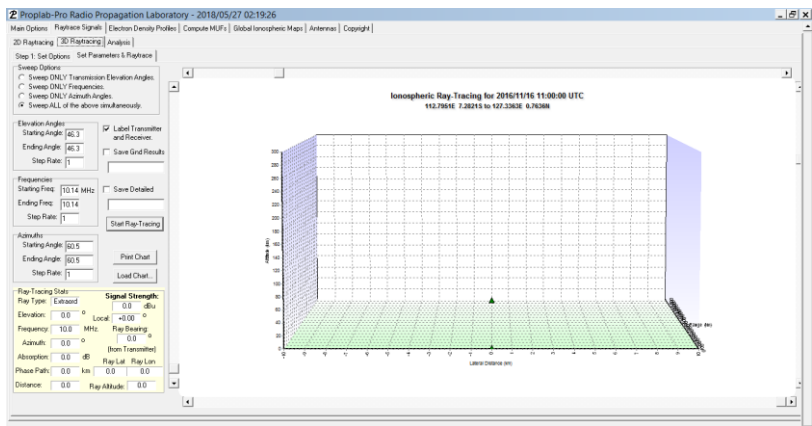 Proplab-Pro Radio Propagation Laboratory - 2018/05/27 02:19:26
Main Options Raytrace Signals Electron Density Profiles Compute MUFs Global Ionospheric Maps Antennas Copyright
2D Raytracing 3D Raytracing Analysis
Step 1: Set Options Set Parameters & Raytrace
Sweep Options
Sweep ONLY Transmission Elevation Angles.
Sweep ONLY Frequencies.
Sweep ONLY Azimuth Angles.
Sweep ALL of the above simultaneously.
Elevation Angles
Starting Angle: 46.3
Ending Angle: 46.3
Step Rate: 1
Label Transmitter
and Receiver.
Save Gnd Results
Frequencies
Starting Freq: 10.14 MHz
Ending Freq: 10.14
Step Rate: 1
Save Detailed
Start Ray-Tracing
Azimuths
Starting Angle: 60.5
Ending Angle: 60.5
Step Rate: 1
Print Chart
Load Chart...
Ray-Tracing Stats
Ray Type: Extraord
Signal Strength:
0.0 dBu
Elevation: 0.0 ° Local: +0.00 °
Frequency: 10.0 MHz Ray Bearing:
Azimuth: 0.0 ° 0.0 °
(from Transmitter)
Absorption: 0.0 dB Ray Lat Ray Lon
Phase Path: 0.0 km 0.0 0.0
Distance: 0.0 Ray Altitude: 0.0
Ionospheric Ray-Tracing for 2016/11/16 11:00:00 UTC
112.7951E 7.2821S to 127.3363E 0.7636N
Altitude (km)
Lateral Distance (km)